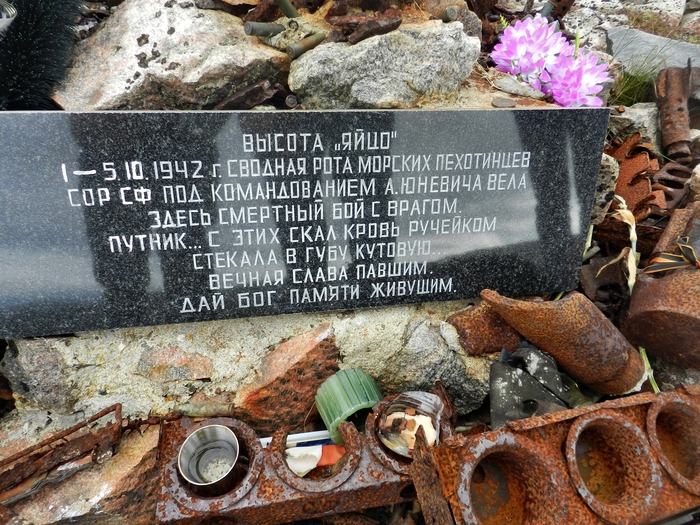 ВЫСОТА „ЯЙЦО"
1 — 5.10.1942 г. СВОДНАЯ РОТА МОРСКИХ ПЕХОТИНЦЕВ
СОР СФ ПОД КОМАНДОВАНИЕМ А.ЮНЕВИЧА ВЕЛА
ЗДЕСЬ СМЕРТНЫЙ БОЙ С ВРАГОМ.
ПУТНИК... С ЭТИХ СКАЛ КРОВЬ РУЧЕЙКОМ
СТЕКАЛА В ГУБУ КУТОВУЮ...
ВЕЧНАЯ СЛАВА ПАВШИМ.
ДАЙ БОГ ПАМЯТИ ЖИВУЩИМ.